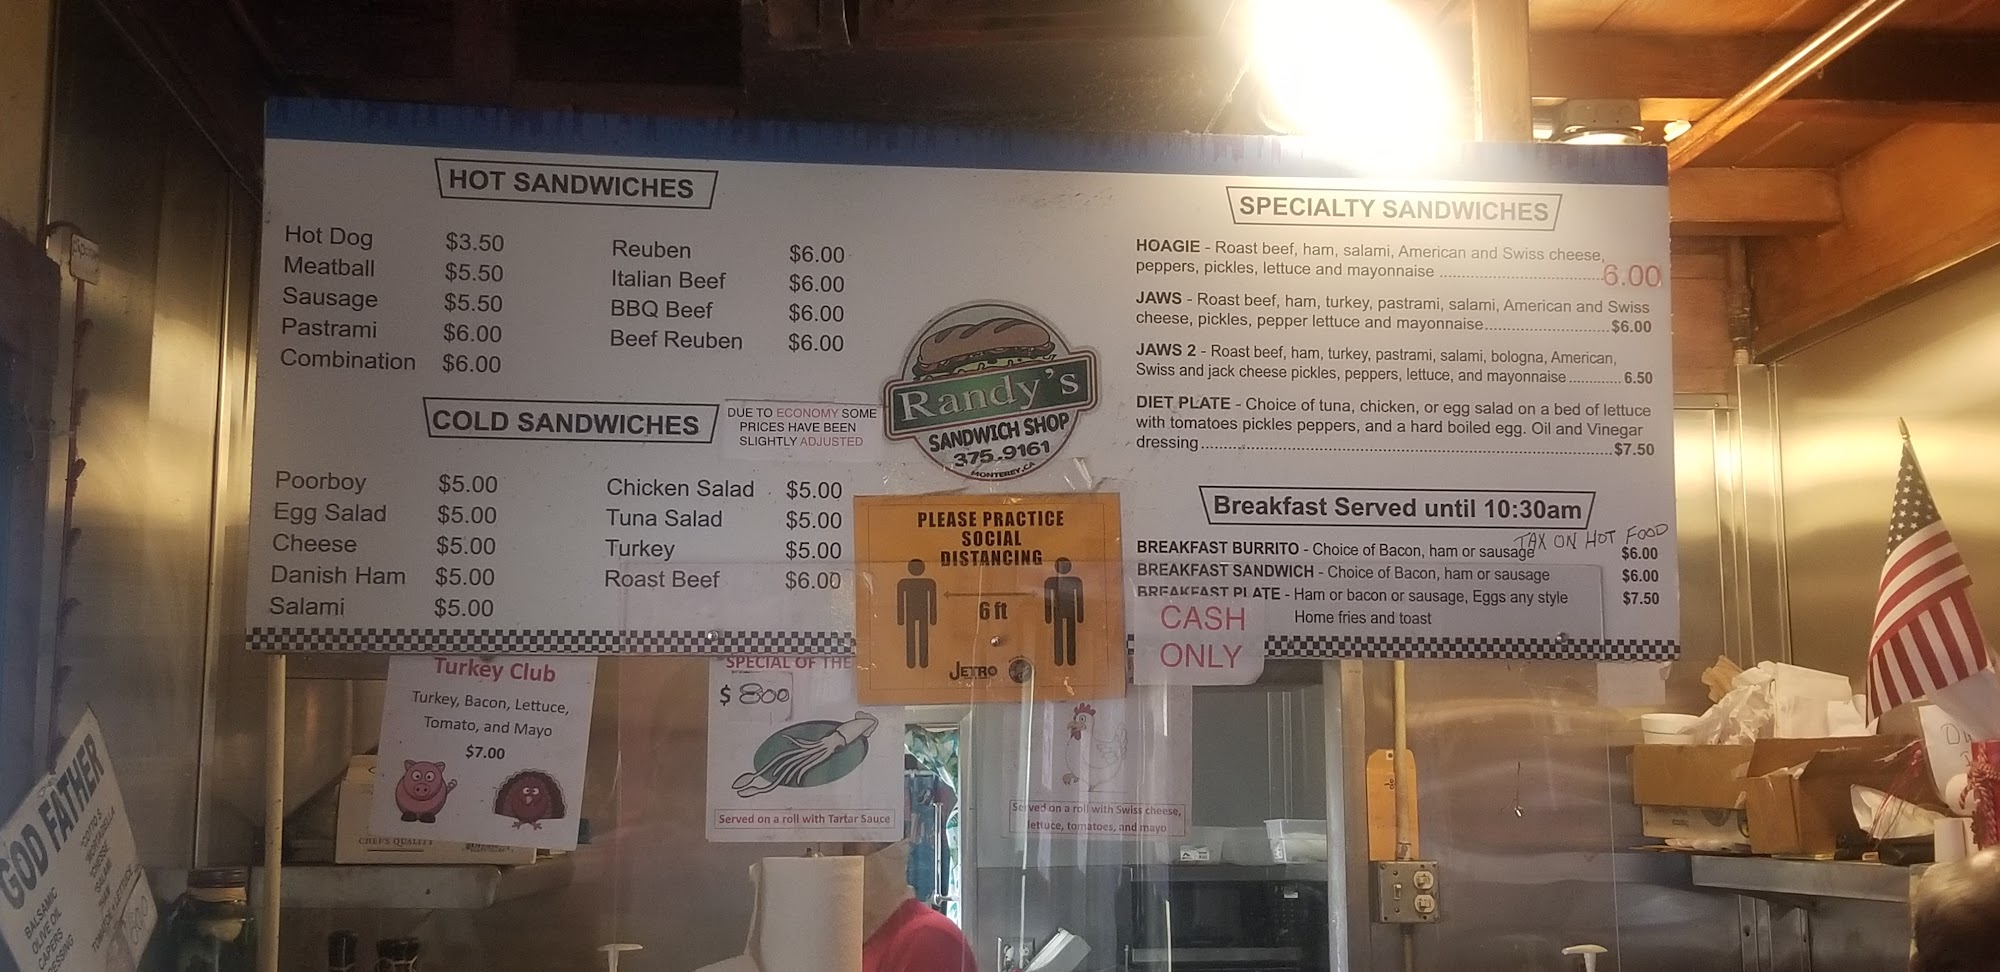 HOT SANDWICHES
Hot Dog $3.50
Meatball $5.50
Sausage $5.50
Pastrami $6.00
Combination $6.00
Reuben $6.00
Italian Beef $6.00
BBQ Beef $6.00
Beef Reuben $6.00
COLD SANDWICHES
DUE TO ECONOMY SOME
PRICES HAVE BEEN
SLIGHTLY ADJUSTED
Poorboy $5.00
Egg Salad $5.00
Cheese $5.00
Danish Ham $5.00
Salami $5.00
Chicken Salad $5.00
Tuna Salad $5.00
Turkey $5.00
Roast Beef $6.00
Randy's
SANDWICH SHOP
375.9161
MONTEREY, CA
PLEASE PRACTICE
SOCIAL
DISTANCING
6 ft
JETRO
SPECIALTY SANDWICHES
HOAGIE - Roast beef, ham, salami, American and Swiss cheese,
peppers, pickles, lettuce and mayonnaise 6.00
JAWS - Roast beef, ham, turkey, pastrami, salami, American and Swiss
cheese, pickles, pepper lettuce and mayonnaise $6.00
JAWS 2 - Roast beef, ham, turkey, pastrami, salami, bologna, American,
Swiss and jack cheese pickles, peppers, lettuce, and mayonnaise 6.50
DIET PLATE - Choice of tuna, chicken, or egg salad on a bed of lettuce
with tomatoes pickles peppers, and a hard boiled egg. Oil and Vinegar
dressing $7.50
Breakfast Served until 10:30am
TAX ON HOT FOOD
BREAKFAST BURRITO - Choice of Bacon, ham or sausage $6.00
BREAKFAST SANDWICH - Choice of Bacon, ham or sausage $6.00
BREAKFAST PLATE - Ham or bacon or sausage, Eggs any style $7.50
Home fries and toast
CASH
ONLY
Turkey Club
Turkey, Bacon, Lettuce,
Tomato, and Mayo
$7.00
SPECIAL OF THE
$ 8.00
Served on a roll with Tartar Sauce
Served on a roll with Swiss cheese,
lettuce, tomatoes, and mayo
CHEF'S QUALITY
GOD FATHER
SALAMI
HAM
TOMATO & LETTUCE
BALSAMIC
OLIVE OIL
CAPERS